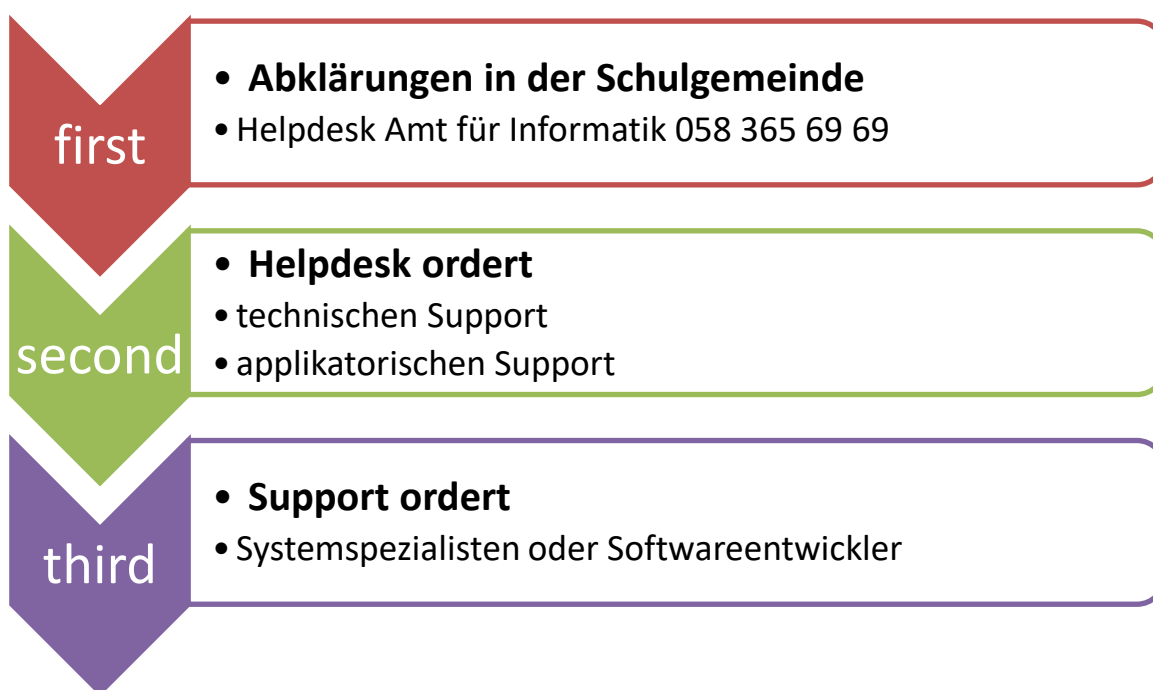 first
• Abklärungen in der Schulgemeinde
• Helpdesk Amt für Informatik 058 365 69 69
second
• Helpdesk ordert
• technischen Support
• applikatorischen Support
third
• Support ordert
• Systemspezialisten oder Softwareentwickler